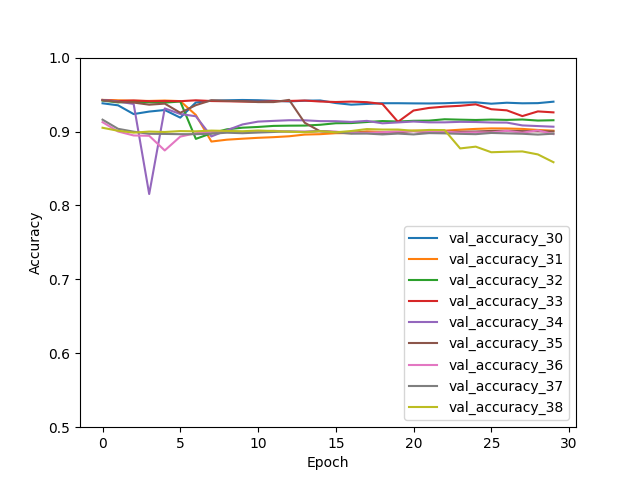 1.0
0.9
0.8
0.7
0.6
0.5
Accuracy
0 5 10 15 20 25 30
Epoch
val_accuracy_30
val_accuracy_31
val_accuracy_32
val_accuracy_33
val_accuracy_34
val_accuracy_35
val_accuracy_36
val_accuracy_37
val_accuracy_38